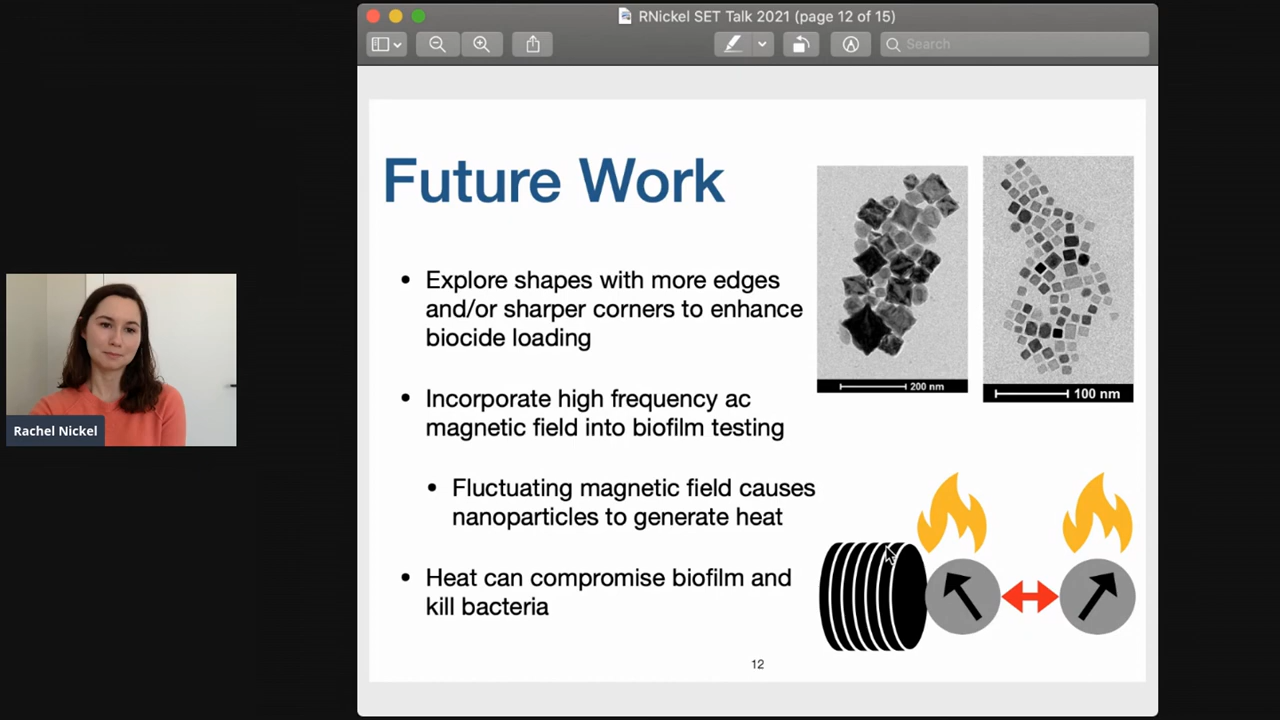 RNickel SET Talk 2021 (page 12 of 15)
Search
Future Work
• Explore shapes with more edges
and/or sharper corners to enhance
biocide loading
• Incorporate high frequency ac
magnetic field into biofilm testing
• Fluctuating magnetic field causes
nanoparticles to generate heat
• Heat can compromise biofilm and
kill bacteria
200 nm
100 nm
12
Rachel Nickel